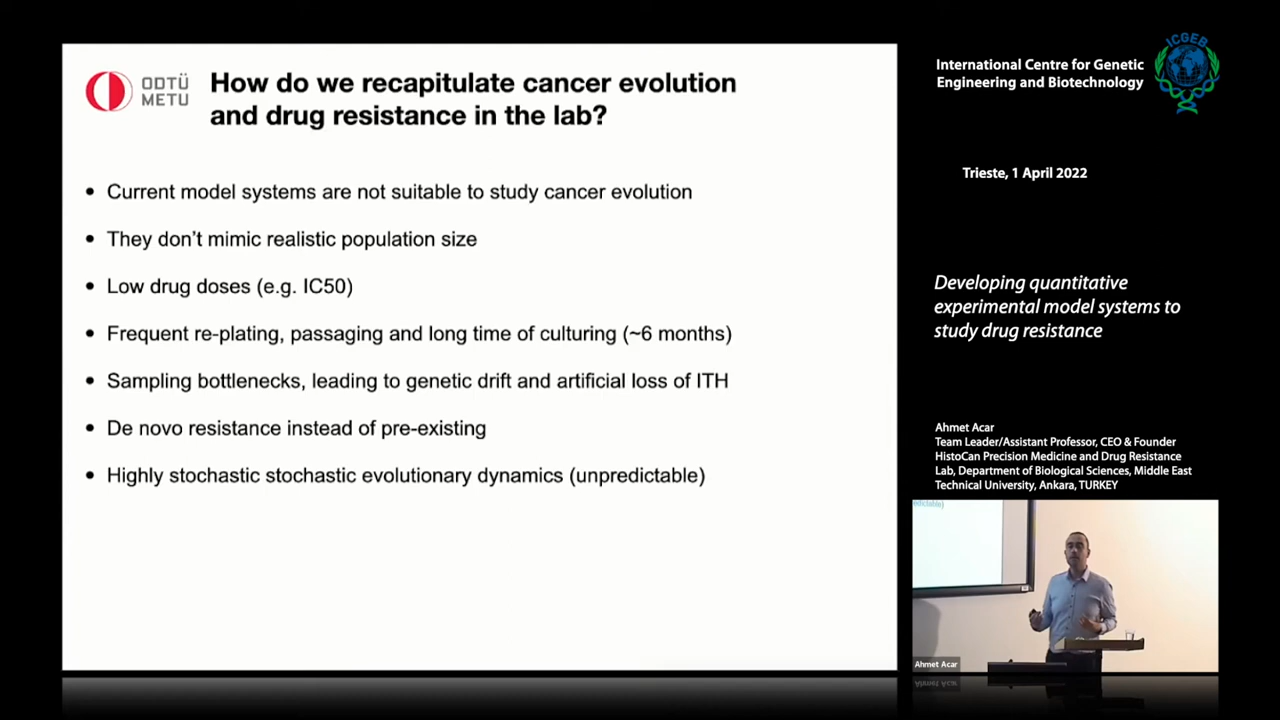 ODTÜ
METU
How do we recapitulate cancer evolution
and drug resistance in the lab?
• Current model systems are not suitable to study cancer evolution
• They don't mimic realistic population size
• Low drug doses (e.g. IC50)
• Frequent re-plating, passaging and long time of culturing (~6 months)
• Sampling bottlenecks, leading to genetic drift and artificial loss of ITH
• De novo resistance instead of pre-existing
• Highly stochastic stochastic evolutionary dynamics (unpredictable)
International Centre for Genetic
Engineering and Biotechnology
ICGEB
Trieste, 1 April 2022
Developing quantitative
experimental model systems to
study drug resistance
Ahmet Acar
Team Leader/Assistant Professor, CEO & Founder
HistoCan Precision Medicine and Drug Resistance
Lab, Department of Biological Sciences, Middle East
Technical University, Ankara, TURKEY
edictable)
Ahmet Acar